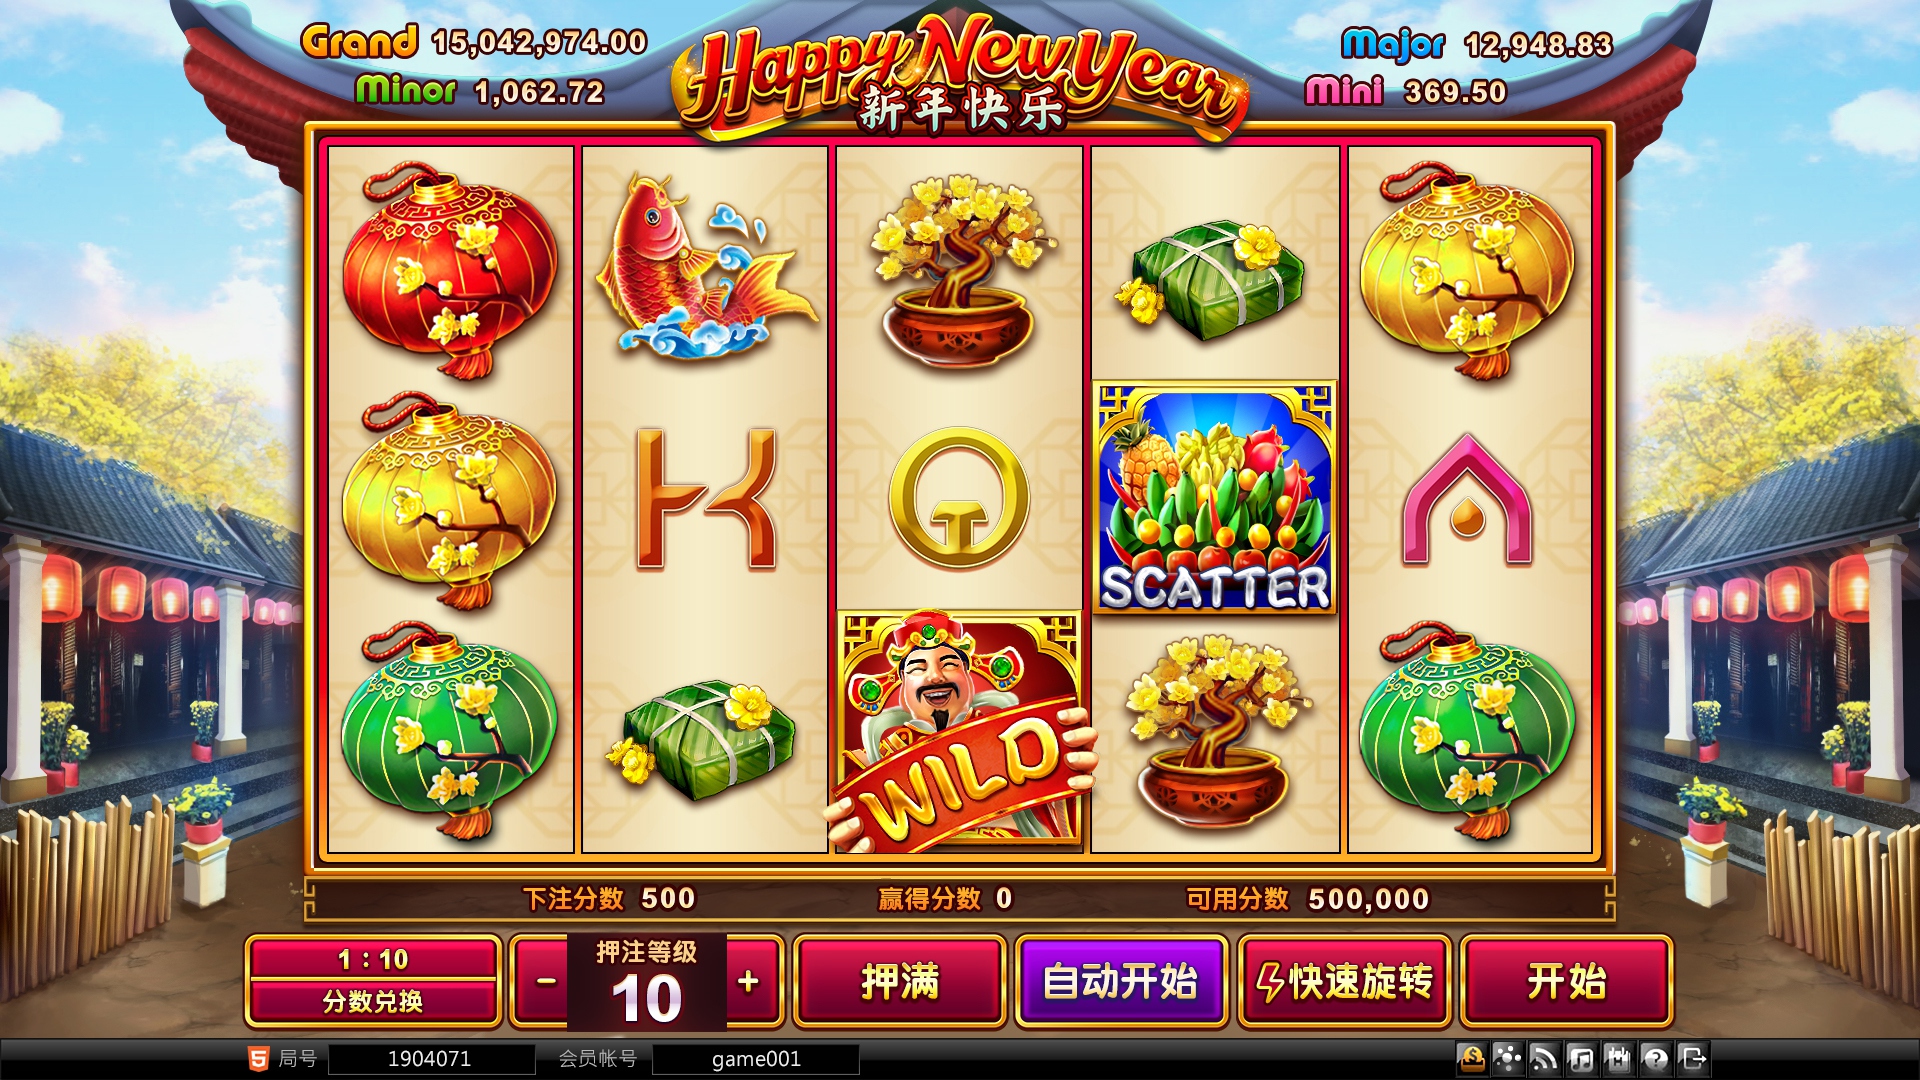 Grand 15,042,974.00
Minor 1,062.72
Happy New Year
新年快乐
Major 12,948.83
Mini 369.50
K
Q
A
SCATTER
WILD
下注分数 500
赢得分数 0
可用分数 500,000
1 : 10
分数兑换
-
押注等级
10
+
押满
自动开始
快速旋转
开始
5 局号 1904071 会员帐号 game001